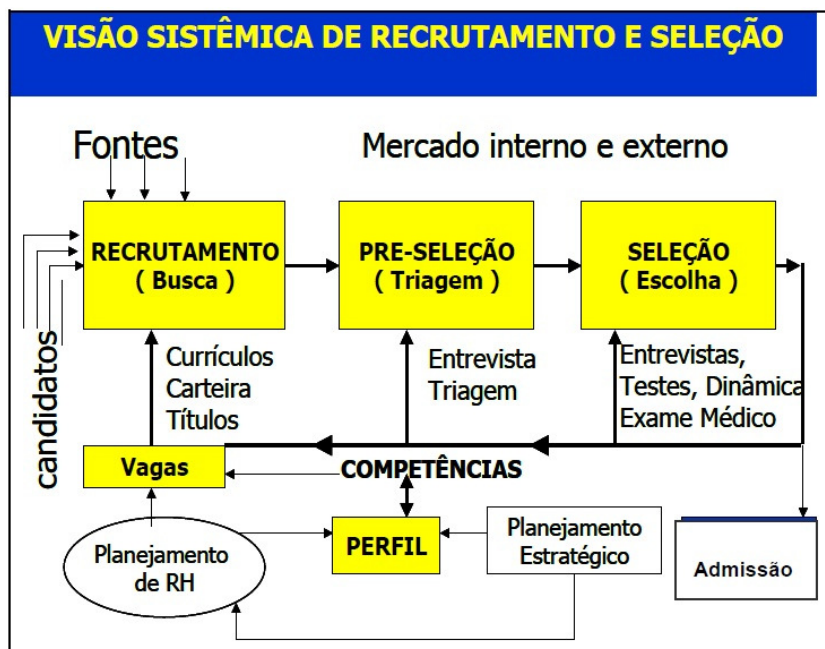 VISÃO SISTÊMICA DE RECRUTAMENTO E SELEÇÃO
Fontes
Mercado interno e externo
RECRUTAMENTO
( Busca )
PRE-SELEÇÃO
( Triagem )
SELEÇÃO
( Escolha )
candidatos
Currículos
Carteira
Títulos
Entrevista
Triagem
Entrevistas,
Testes, Dinâmica
Exame Médico
Vagas
COMPETÊNCIAS
Planejamento
de RH
PERFIL
Planejamento
Estratégico
Admissão